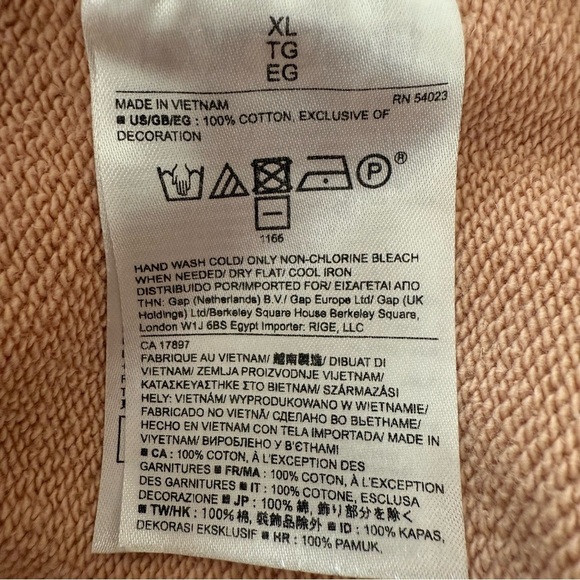 XL
TG
EG
MADE IN VIETNAM
RN 54023
■ US/GB/EG : 100% COTTON, EXCLUSIVE OF
DECORATION
P®
1166
HAND WASH COLD/ ONLY NON-CHLORINE BLEACH
WHEN NEEDED/ DRY FLAT/ COOL IRON
DISTRIBUIDO POR/IMPORTED FOR/ ΕΙΣΑΓΕΤΑΙ ΑΠΟ
ΤΗΝ: Gap (Netherlands) B.V./ Gap Europe Ltd/ Gap (UK
Holdings) Ltd/Berkeley Square House Berkeley Square,
London W1J 6BS Egypt Importer: RIGE, LLC
CA 17897
FABRIQUE AU VIETNAM/ 越南製造/ DIBUAT DI
VIETNAM/ ZEMLJA PROIZVODNJE VIJETNAM/
ΚΑΤΑΣΚΕΥΑΣΤΗΚΕ ΣΤΟ ΒΙΕΤΝΑΜ/ SZÁRMAZÁSI
HELY: VIETNÁM/ WYPRODUKOWANO W WIETNAMIE/
FABRICADO NO VIETNÃ/ СДЕЛАНО ВО ВЬЕТНАМЕ/
HECHO EN VIETNAM CON TELA IMPORTADA/ MADE IN
VIYETNAM/ ВИРОБЛЕНО У В'ЄТНАМІ
■ CA : 100% COTON, À L'EXCEPTION DES
GARNITURES ■ FR/MA : 100% COTON, À L'EXCEPTION
DES GARNITURES ■ IT : 100% COTONE, ESCLUSA
DECORAZIONE ■ JP : 100% 綿, 飾り部分を除く
■ TW/HK : 100% 棉, 裝飾品除外 ■ ID : 100% KAPAS,
DEKORASI EKSKLUSIF ■ HR : 100% PAMUK,